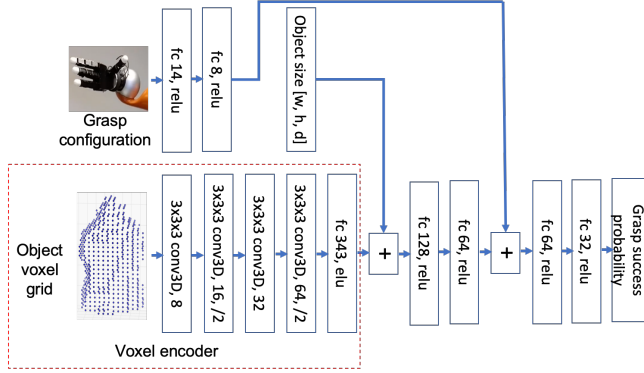 Grasp
configuration
fc 14, relu
fc 8, relu
Object size [w, h, d]
Object
voxel
grid
3x3x3 conv3D, 8
3x3x3 conv3D, 16, /2
3x3x3 conv3D, 32
3x3x3 conv3D, 64, /2
fc 343, elu
Voxel encoder
+
fc 128, relu
fc 64, relu
+
fc 64, relu
fc 32, relu
Grasp success
probability